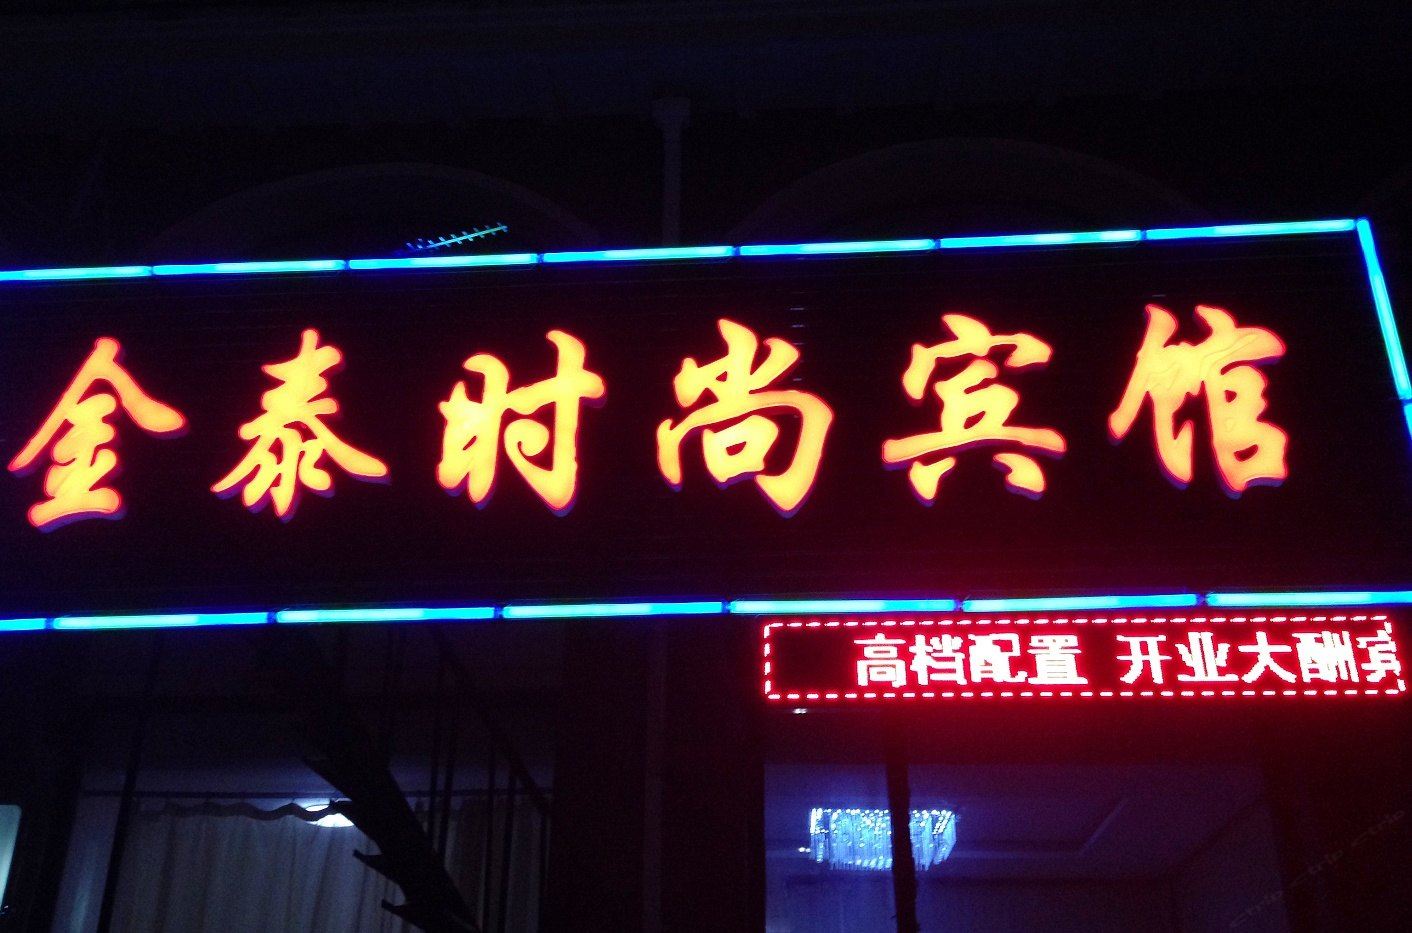 金泰时尚宾馆
高档配置 开业大酬宾